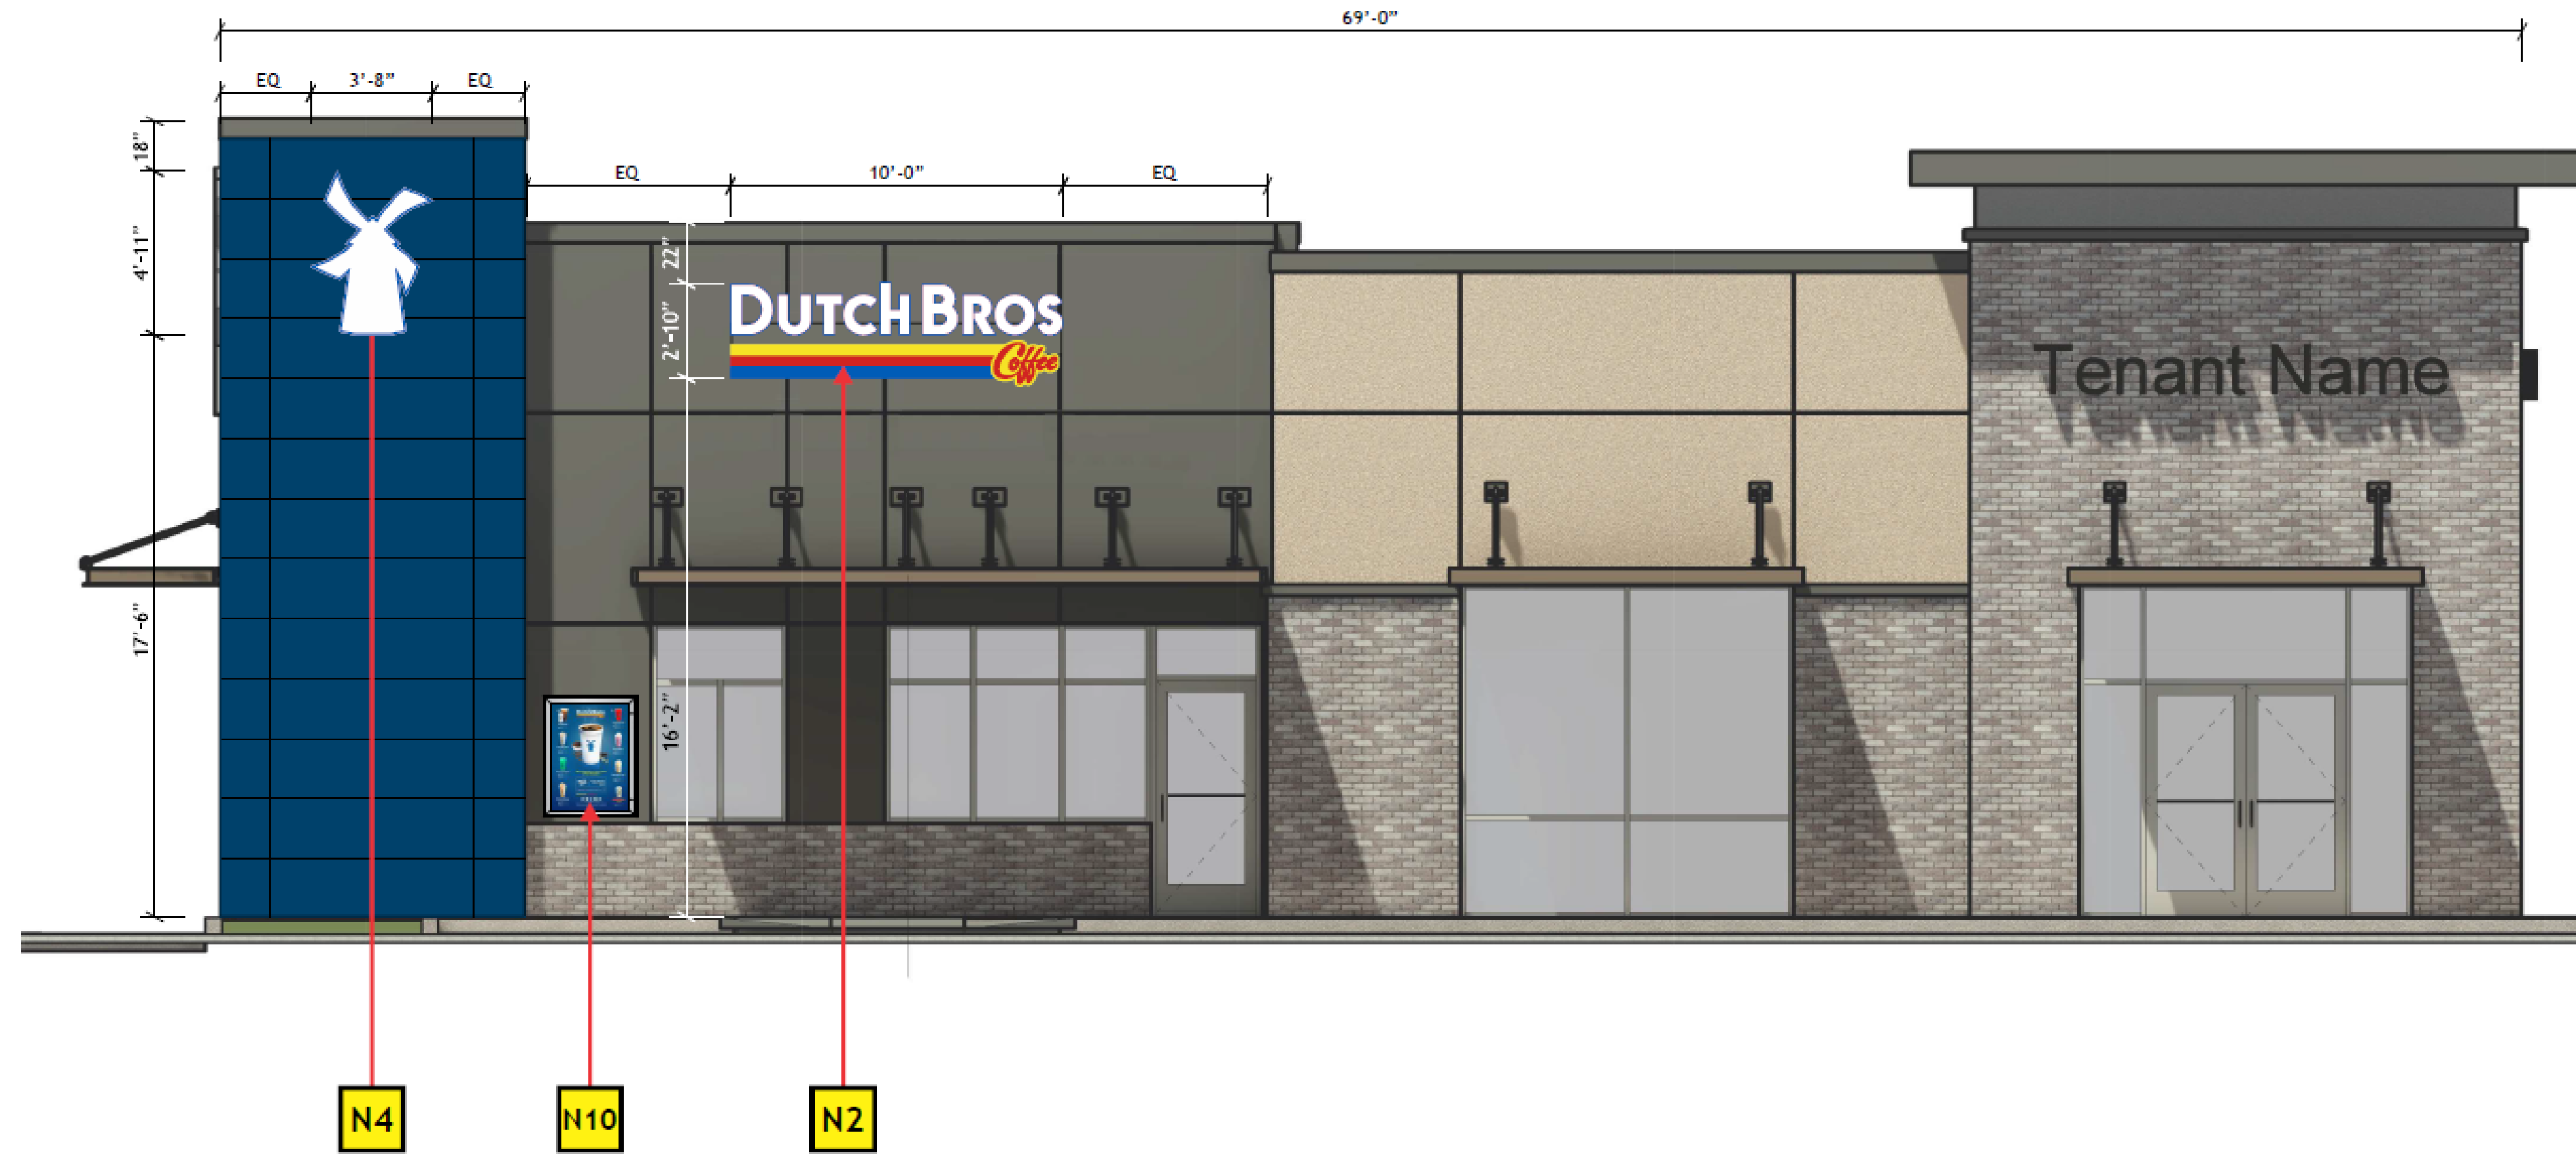 69'-0"
EQ 3'-8" EQ
18"
EQ 10'-0" EQ
4'-11"
22"
2'-10"
DUTCH BROS
Coffee
Tenant Name
17'-6"
16'-2"
N4 N10 N2